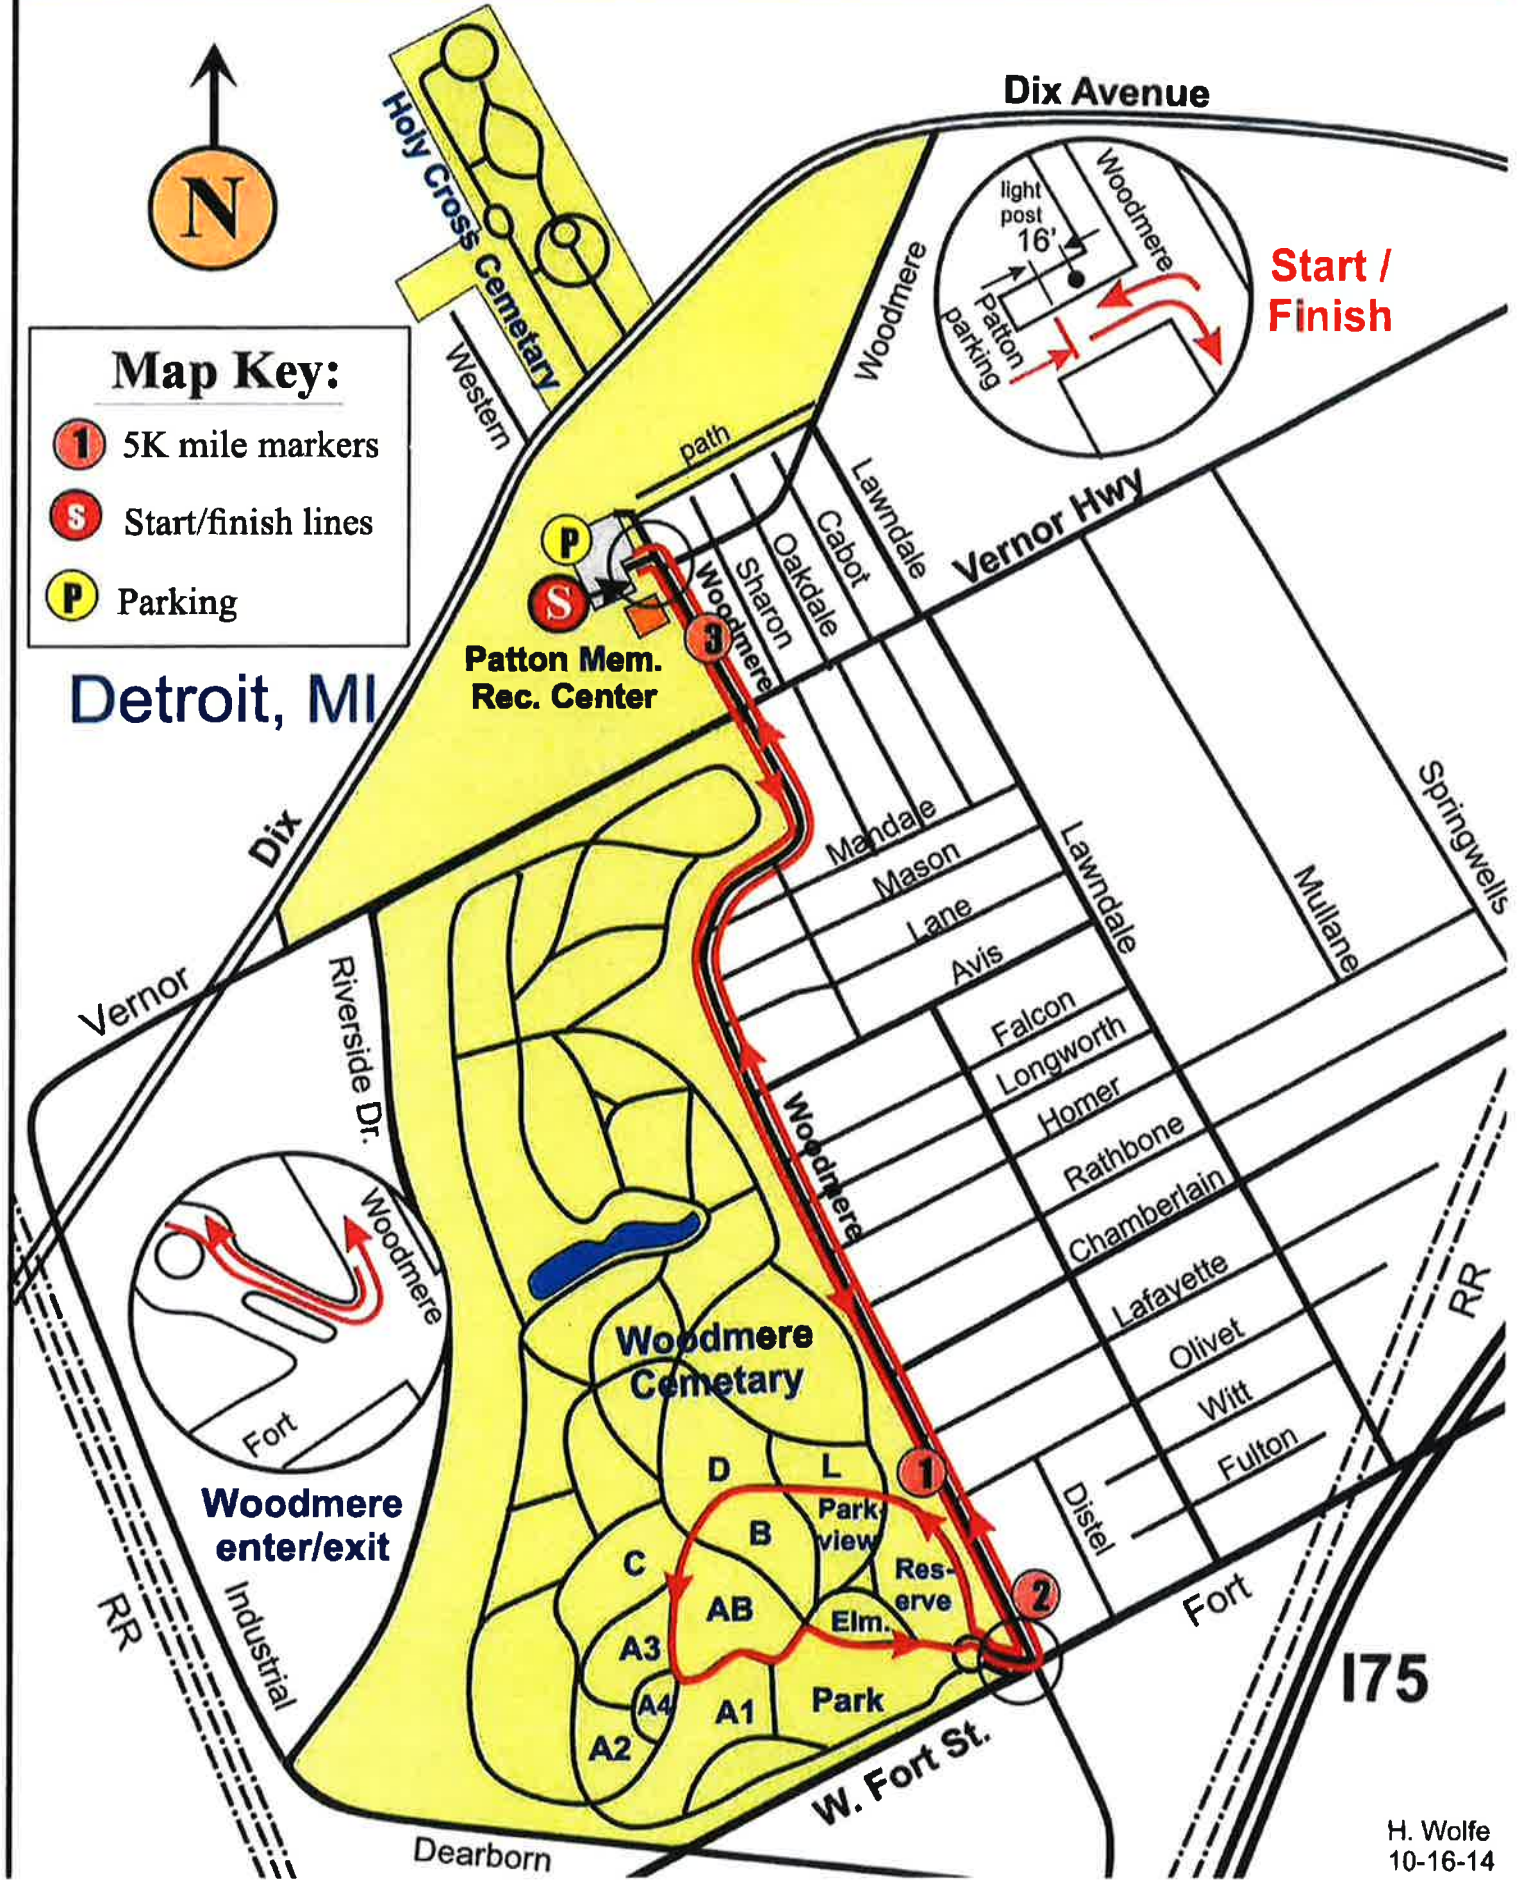 Dix Avenue
N
Holy Cross Cemetary
light
post
16'
Woodmere
Patton
parking
Start /
Finish
Woodmere
Map Key:
1 5K mile markers
S Start/finish lines
P Parking
Western
path
Lawndale
Vernor Hwy
Cabot
Oakdale
Sharon
Woodmere
P
S
3
Patton Mem.
Rec. Center
Detroit, MI
Dix
Springwells
Mandale
Mason
Lane
Avis
Lawndale
Mullane
Vernor
Riverside Dr.
Falcon
Longworth
Homer
Rathbone
Chamberlain
Lafayette
Olivet
Witt
Fulton
Woodmere
Woodmere
Fort
Woodmere
enter/exit
RR
Woodmere
Cemetary
D
L
1
Park
view
B
C
Res-
erve
AB
Elm.
2
Distel
Fort
A3
A4
A1
Park
A2
RR
Industrial
I75
W. Fort St.
Dearborn
H. Wolfe
10-16-14